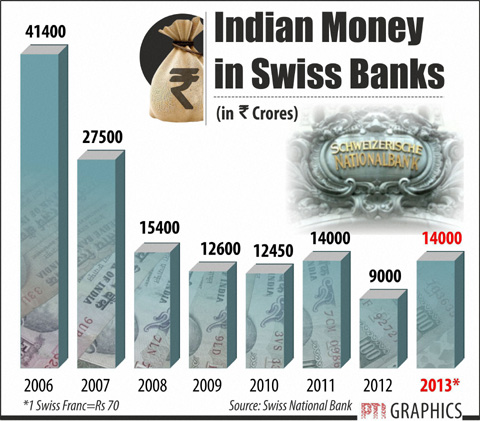 Indian Money
in Swiss Banks
(in ₹ Crores)
₹
SCHWEIZERISCHE
NATIONALBANK
41400
27500
15400
12600
12450
14000
9000
14000
2006
2007
2008
2009
2010
2011
2012
2013*
*1 Swiss Franc=Rs 70
Source: Swiss National Bank
PTI GRAPHICS